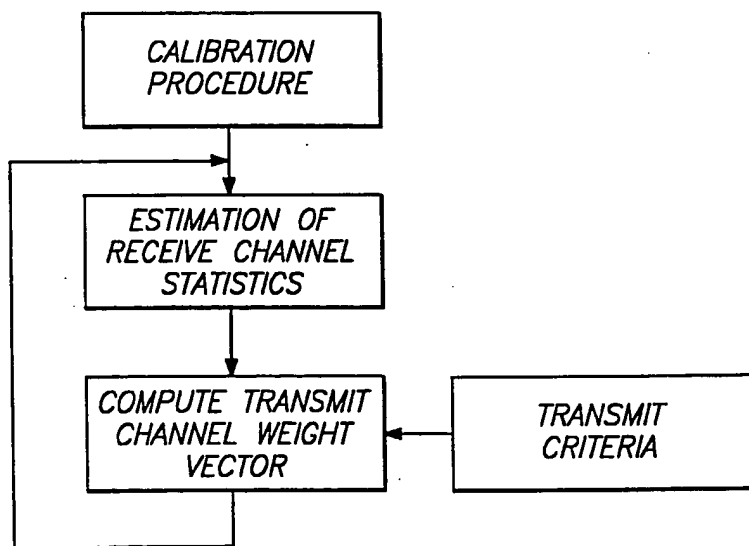 CALIBRATION
PROCEDURE
ESTIMATION OF
RECEIVE CHANNEL
STATISTICS
COMPUTE TRANSMIT
CHANNEL WEIGHT
VECTOR
TRANSMIT
CRITERIA